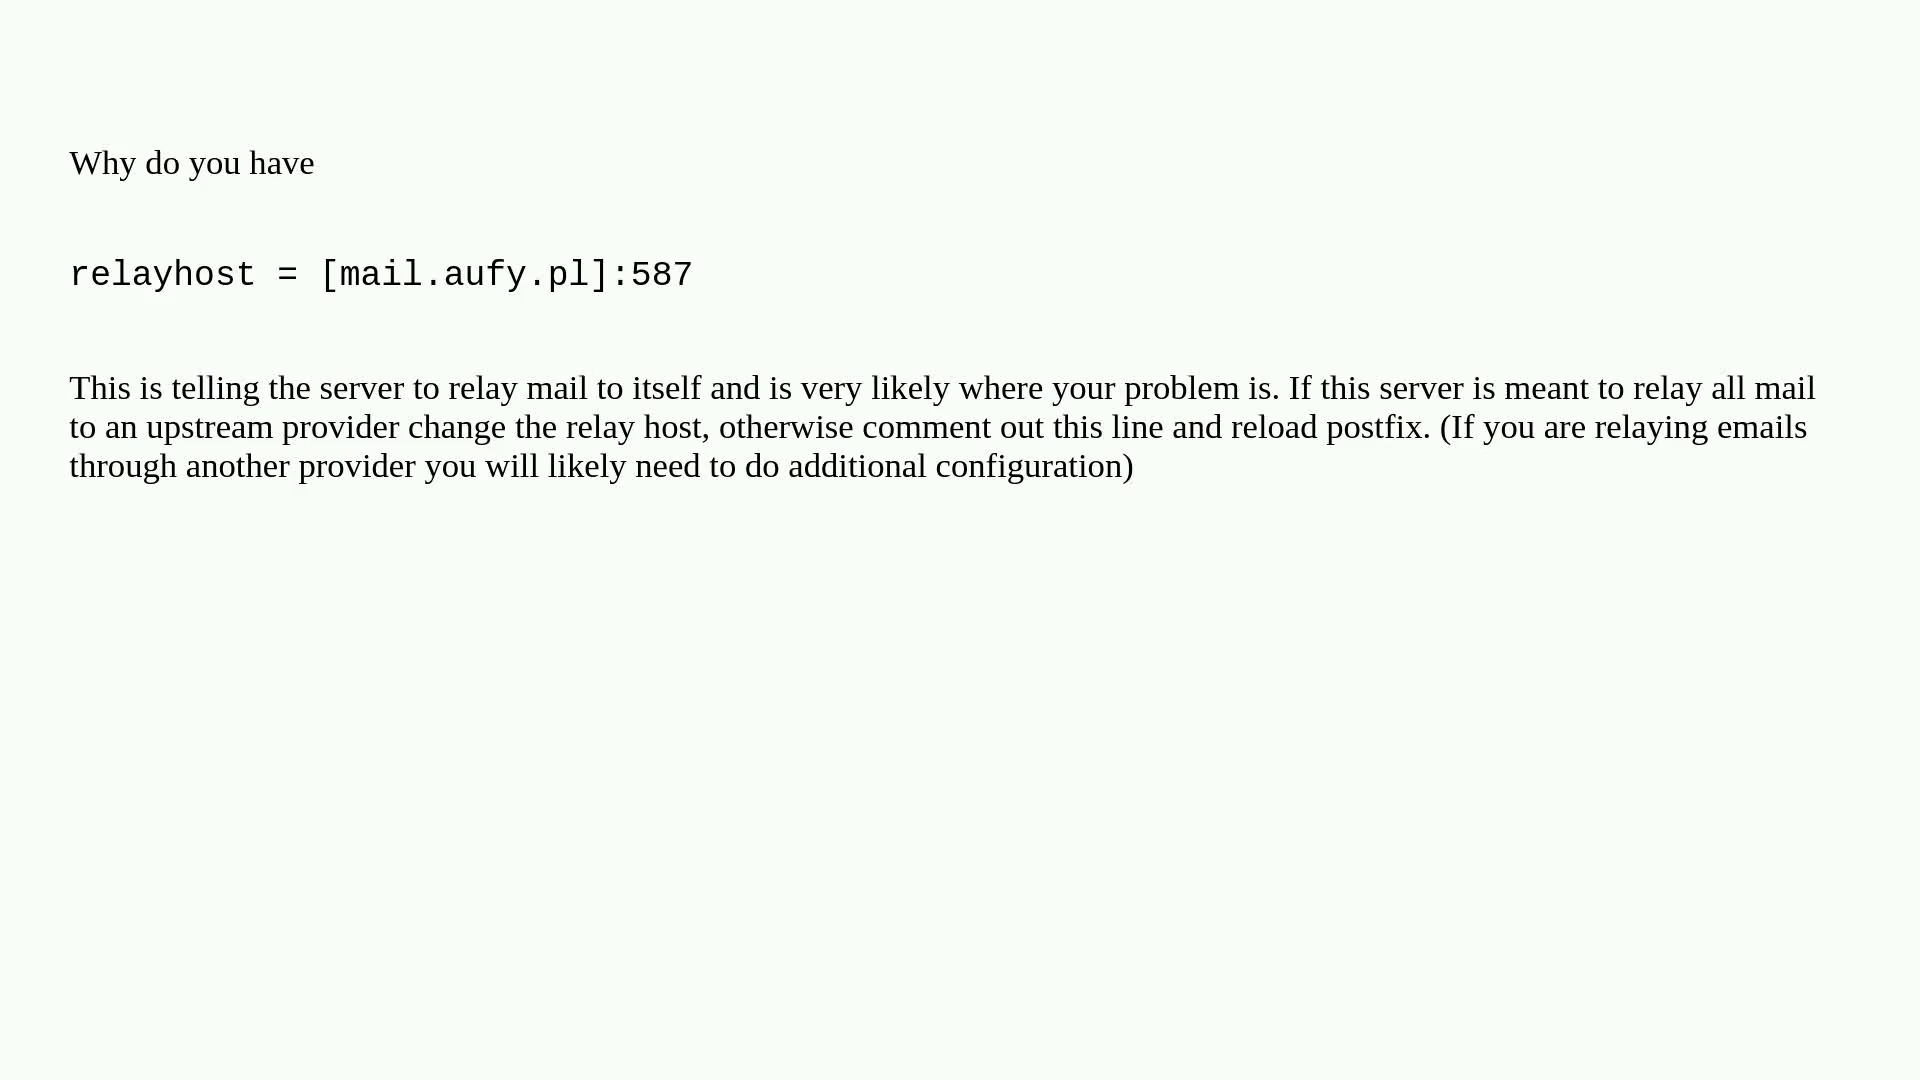 Why do you have
relayhost = [mail.aufy.pl]:587
This is telling the server to relay mail to itself and is very likely where your problem is. If this server is meant to relay all mail
to an upstream provider change the relay host, otherwise comment out this line and reload postfix. (If you are relaying emails
through another provider you will likely need to do additional configuration)